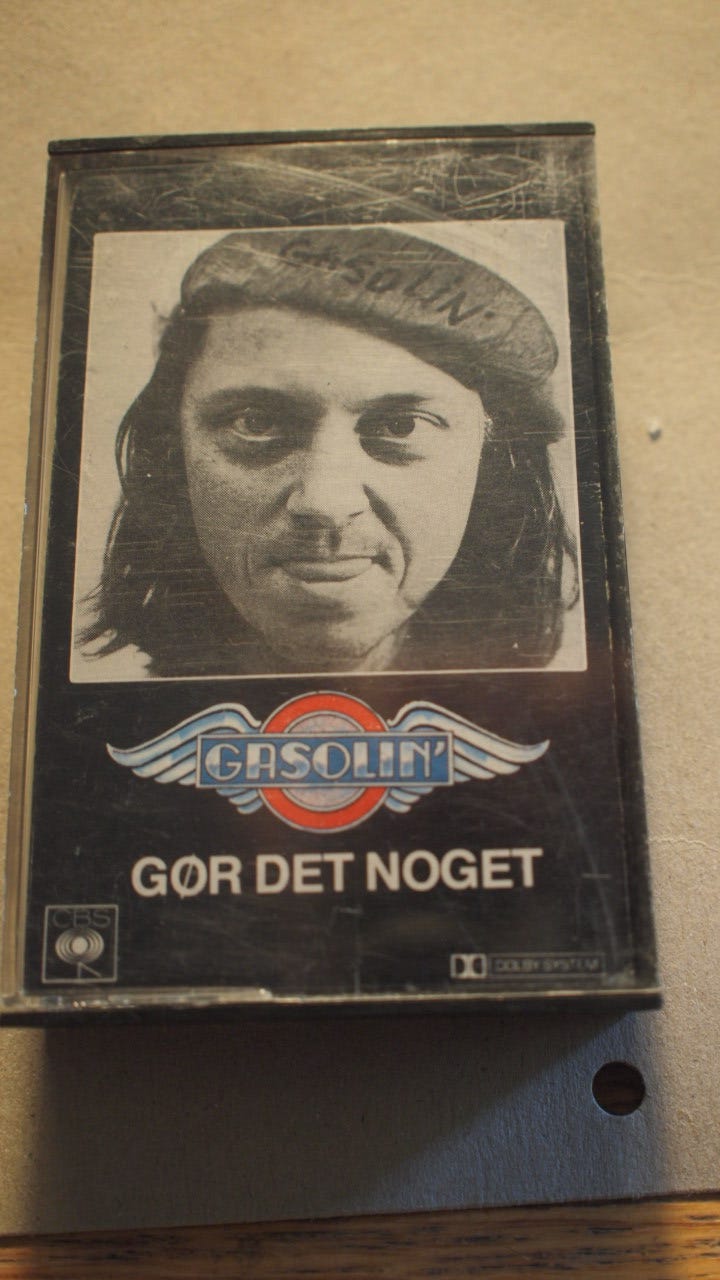 GASOLIN'
GASOLIN'
GØR DET NOGET
CBS
DOLBY SYSTEM